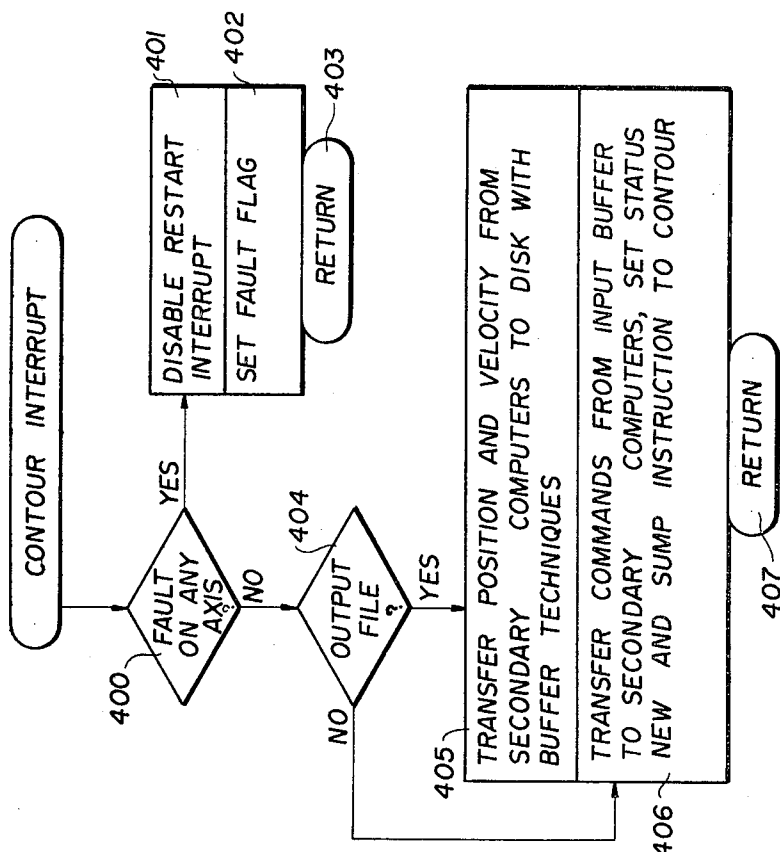 CONTOUR INTERRUPT
400
FAULT
ON ANY
AXIS?
YES
NO
401
DISABLE RESTART
INTERRUPT
402
SET FAULT FLAG
403
RETURN
404
OUTPUT
FILE
?
NO
YES
405
TRANSFER POSITION AND VELOCITY FROM
SECONDARY COMPUTERS TO DISK WITH
BUFFER TECHNIQUES
406
TRANSFER COMMANDS FROM INPUT BUFFER
TO SECONDARY COMPUTERS, SET STATUS
NEW AND SUMP INSTRUCTION TO CONTOUR
RETURN
407